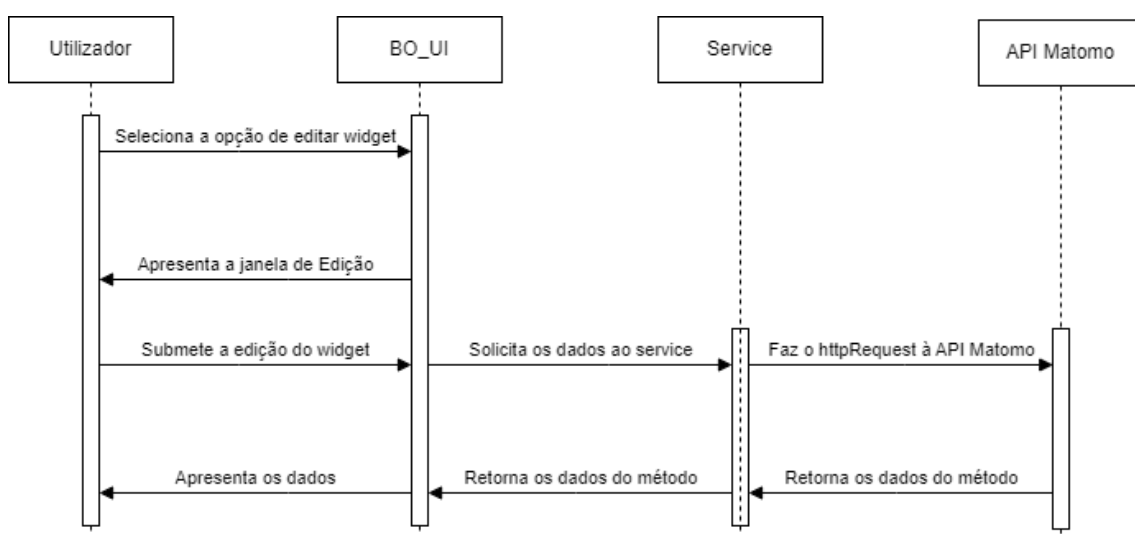 Utilizador
BO_UI
Service
API Matomo
Seleciona a opção de editar widget
Apresenta a janela de Edição
Submete a edição do widget
Solicita os dados ao service
Faz o httpRequest à API Matomo
Apresenta os dados
Retorna os dados do método
Retorna os dados do método